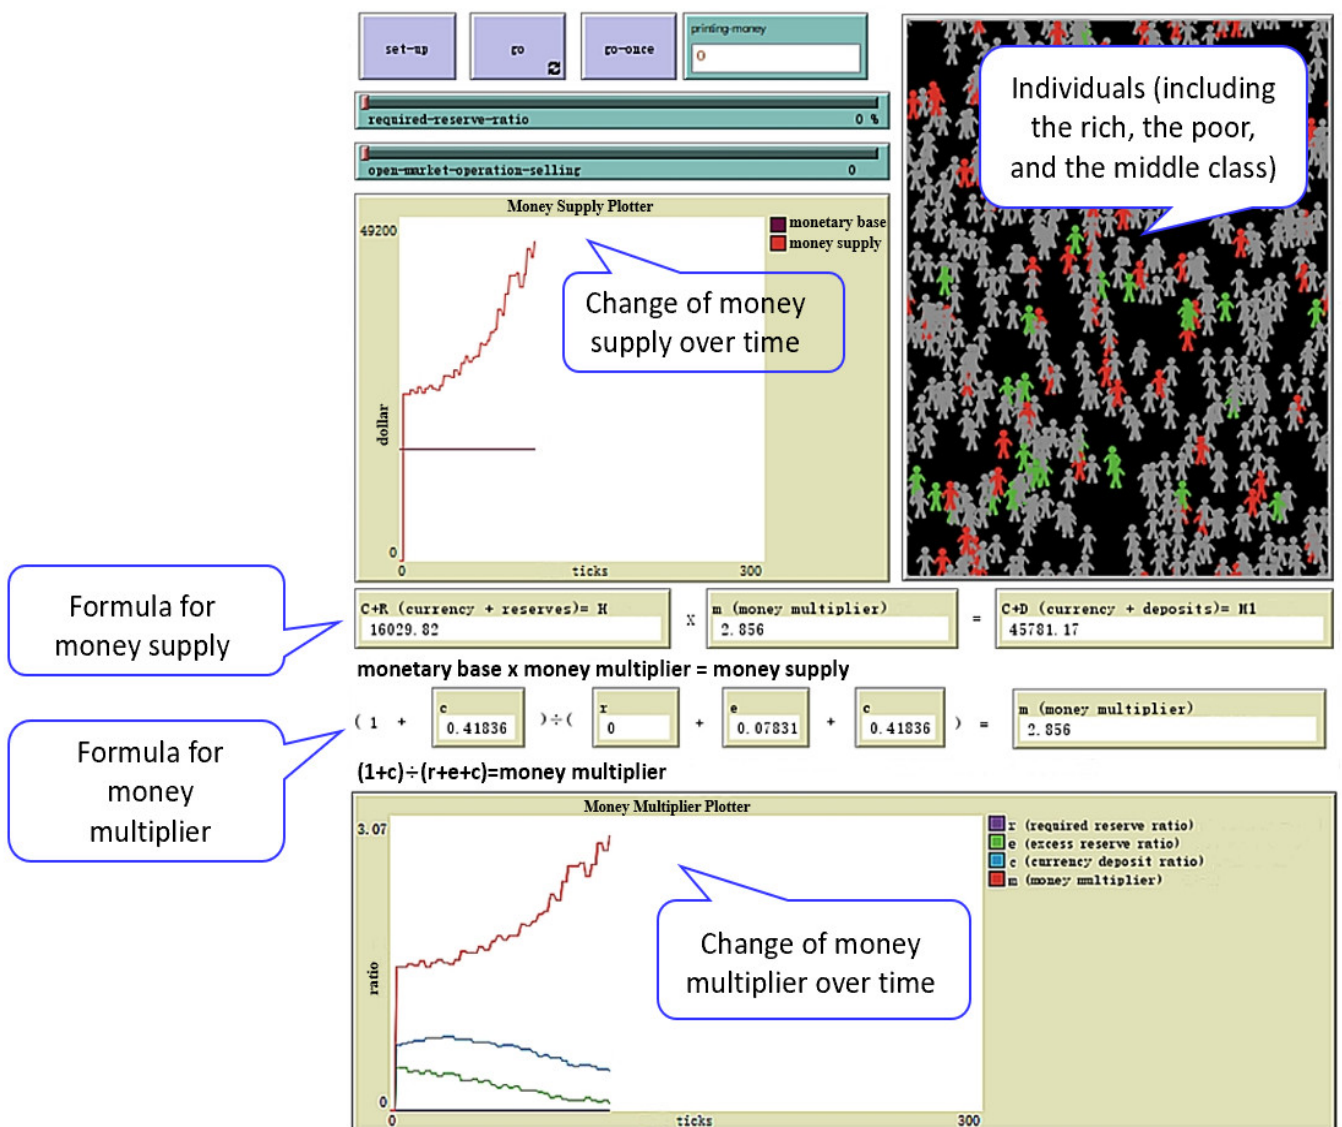 set-up
go
go-once
printing-money
0
required-reserve-ratio 0 %
open-market-operation-selling 0
Individuals (including
the rich, the poor,
and the middle class)
Money Supply Plotter
49200
monetary base
money supply
Change of money
supply over time
dollar
0
0 ticks 300
Formula for
money supply
C+R (currency + reserves)= H
16029.82
X
m (money multiplier)
2.856
=
C+D (currency + deposits)= M1
45781.17
monetary base x money multiplier = money supply
Formula for
money
multiplier
( 1 +
c
0.41836
)÷(
r
0
+
e
0.07831
+
c
0.41836
) =
m (money multiplier)
2.856
(1+c)÷(r+e+c)=money multiplier
Money Multiplier Plotter
3.07
r (required reserve ratio)
e (excess reserve ratio)
c (currency deposit ratio)
m (money multiplier)
Change of money
multiplier over time
ratio
0
0 ticks 300